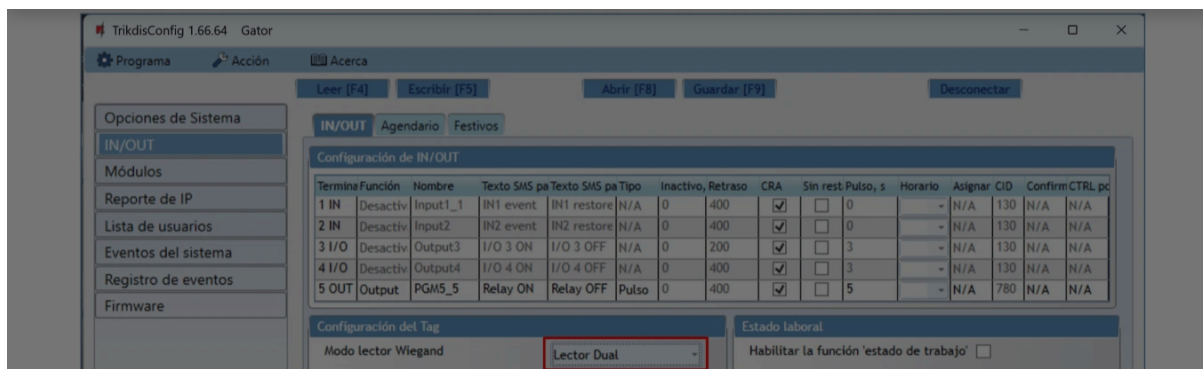 TrikdisConfig 1.66.64 Gator
Programa Acción Acerca
Leer [F4] Escribir [F5] Abrir [F8] Guardar [F9] Desconectar
Opciones de Sistema
IN/OUT
Módulos
Reporte de IP
Lista de usuarios
Eventos del sistema
Registro de eventos
Firmware
IN/OUT Agendario Festivos
Configuración de IN/OUT
Termina Función Nombre Texto SMS pa Texto SMS pa Tipo Inactivo, Retraso CRA Sin rest Pulso, s Horario Asignar CID Confirm CTRL po
1 IN Desactiv Input1_1 IN1 event IN1 restore N/A 0 400 0 N/A 130 N/A N/A
2 IN Desactiv Input2 IN2 event IN2 restore N/A 0 400 0 N/A 130 N/A N/A
3 I/O Desactiv Output3 I/O 3 ON I/O 3 OFF N/A 0 200 3 N/A 130 N/A N/A
4 I/O Desactiv Output4 I/O 4 ON I/O 4 OFF N/A 0 400 3 N/A 130 N/A N/A
5 OUT Output PGM5_5 Relay ON Relay OFF Pulso 0 400 5 N/A 780 N/A N/A
Configuración del Tag
Modo lector Wiegand Lector Dual
Estado laboral
Habilitar la función 'estado de trabajo'